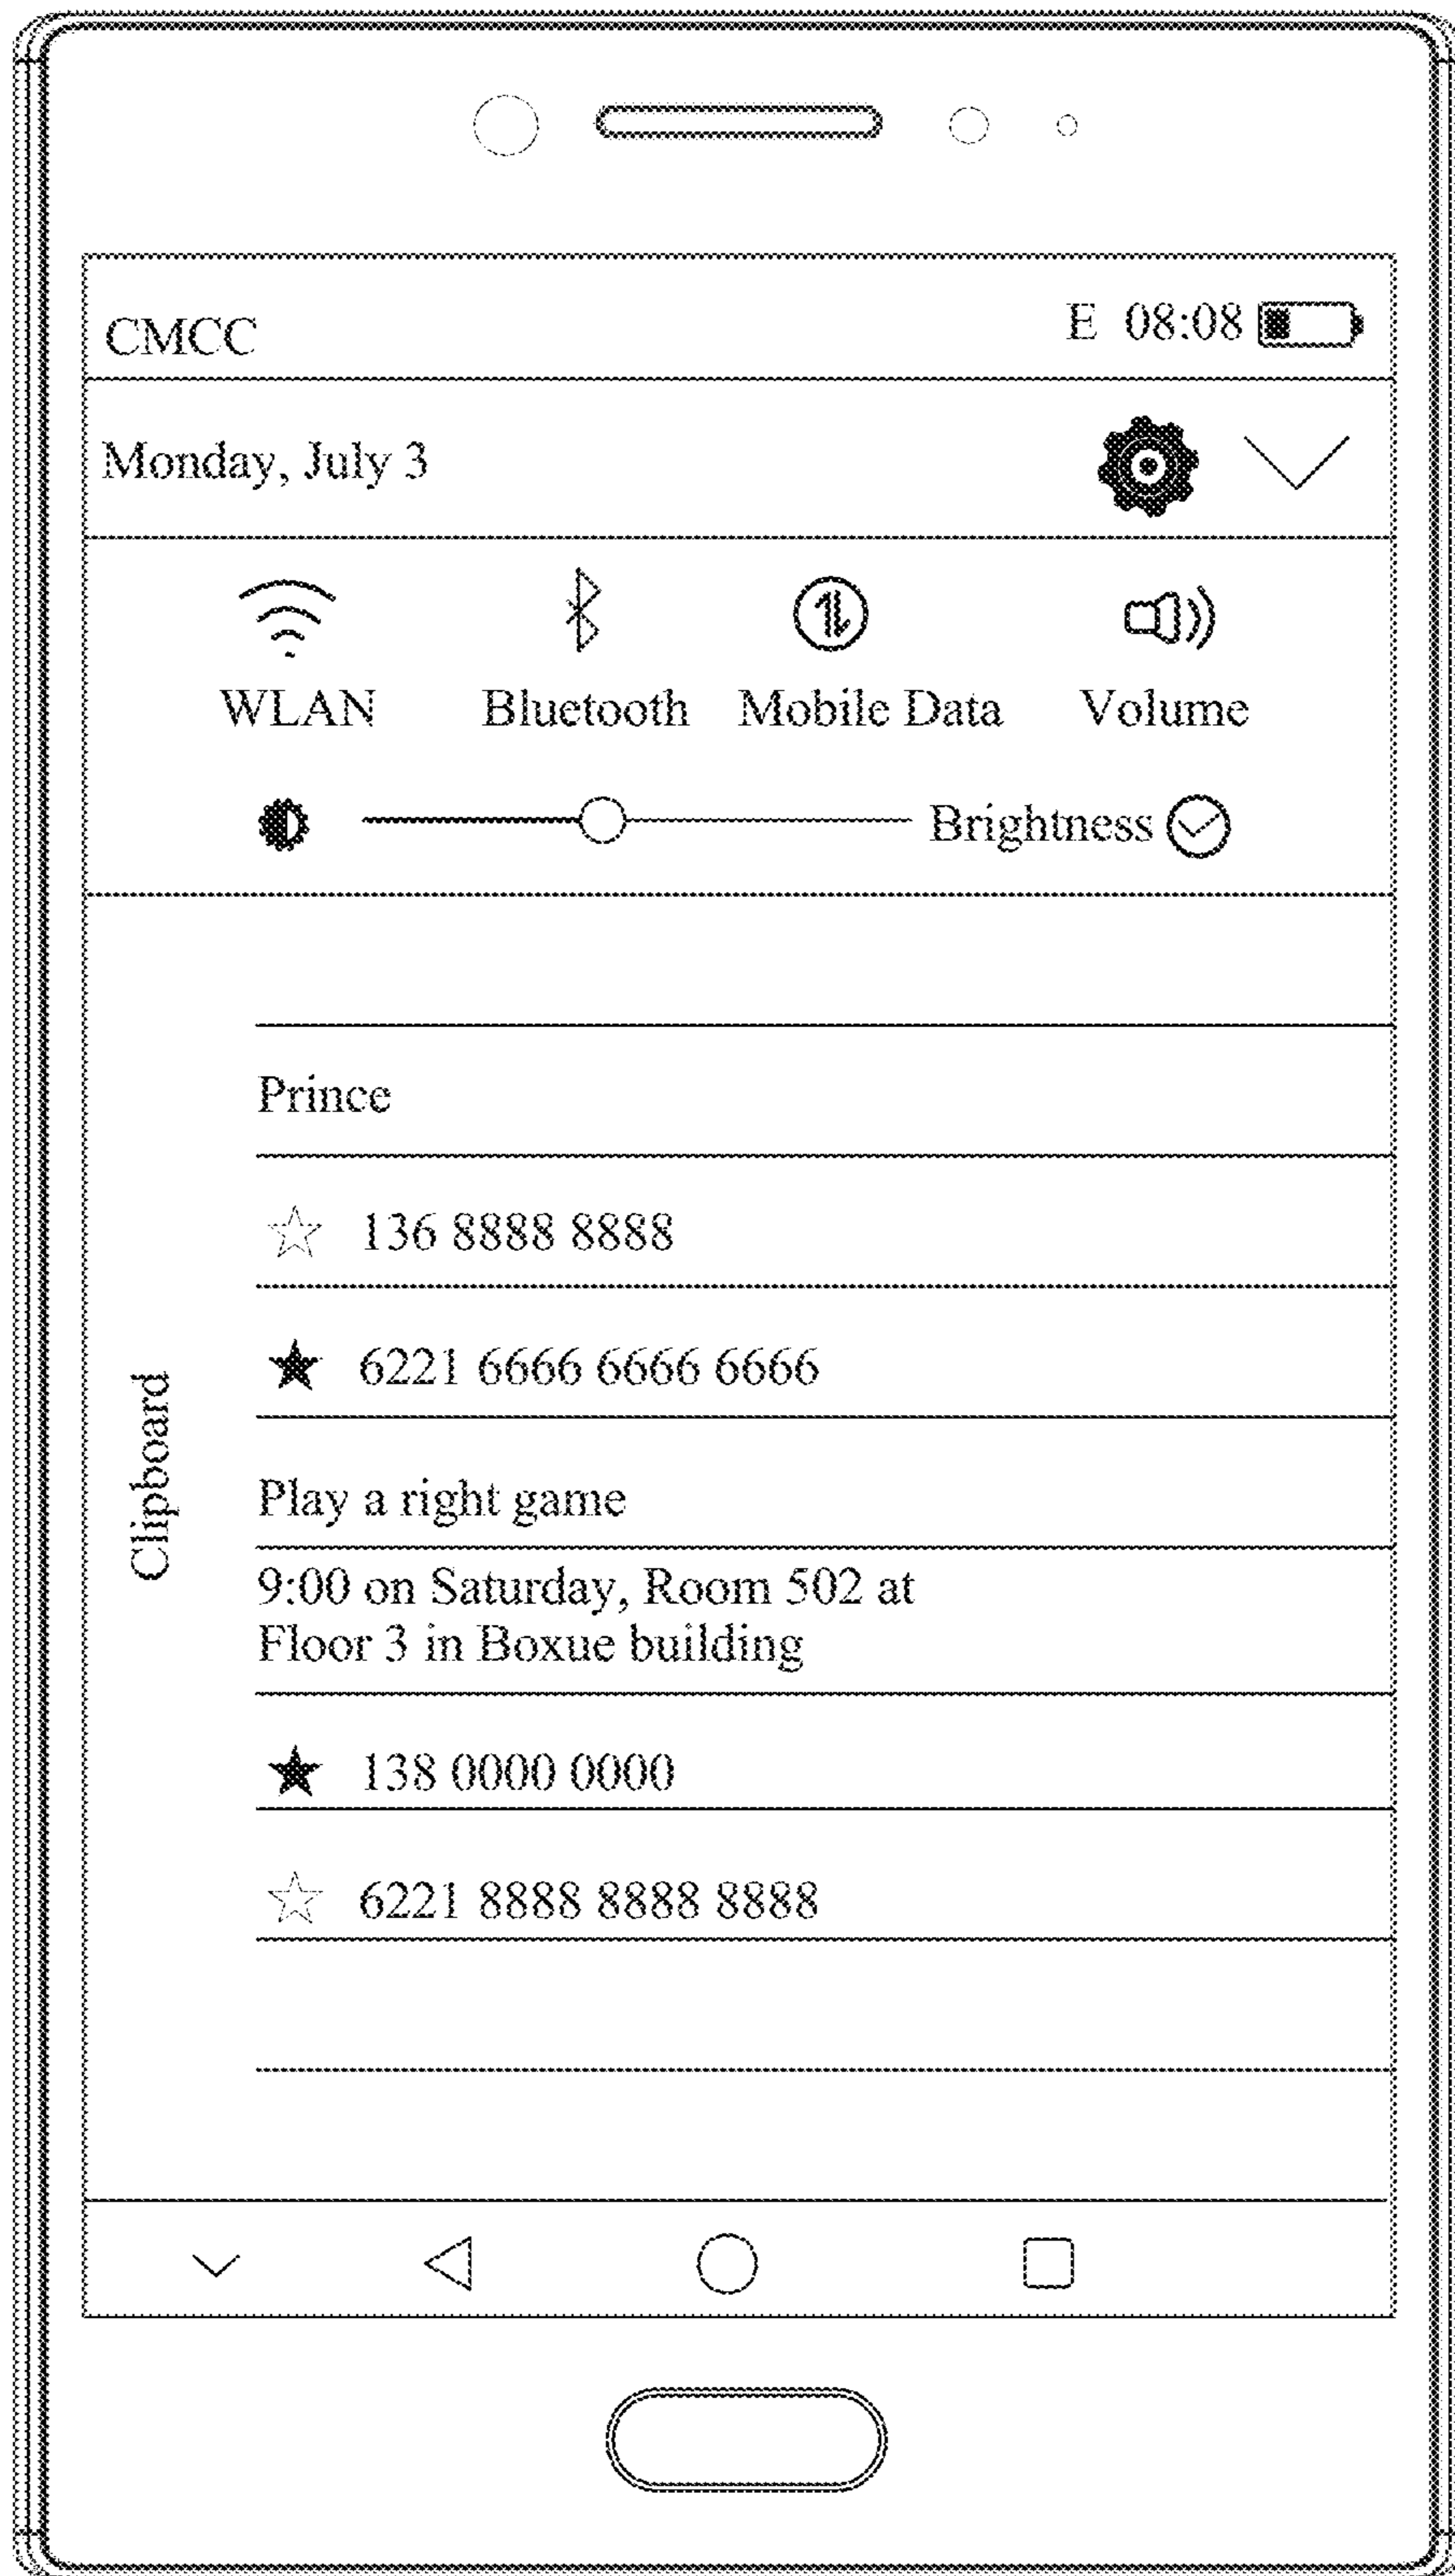 CMCC
E 08:08
Monday, July 3
WLAN Bluetooth Mobile Data Volume
Brightness
Clipboard
Prince
136 8888 8888
6221 6666 6666 6666
Play a right game
9:00 on Saturday, Room 502 at
Floor 3 in Boxue building
138 0000 0000
6221 8888 8888 8888